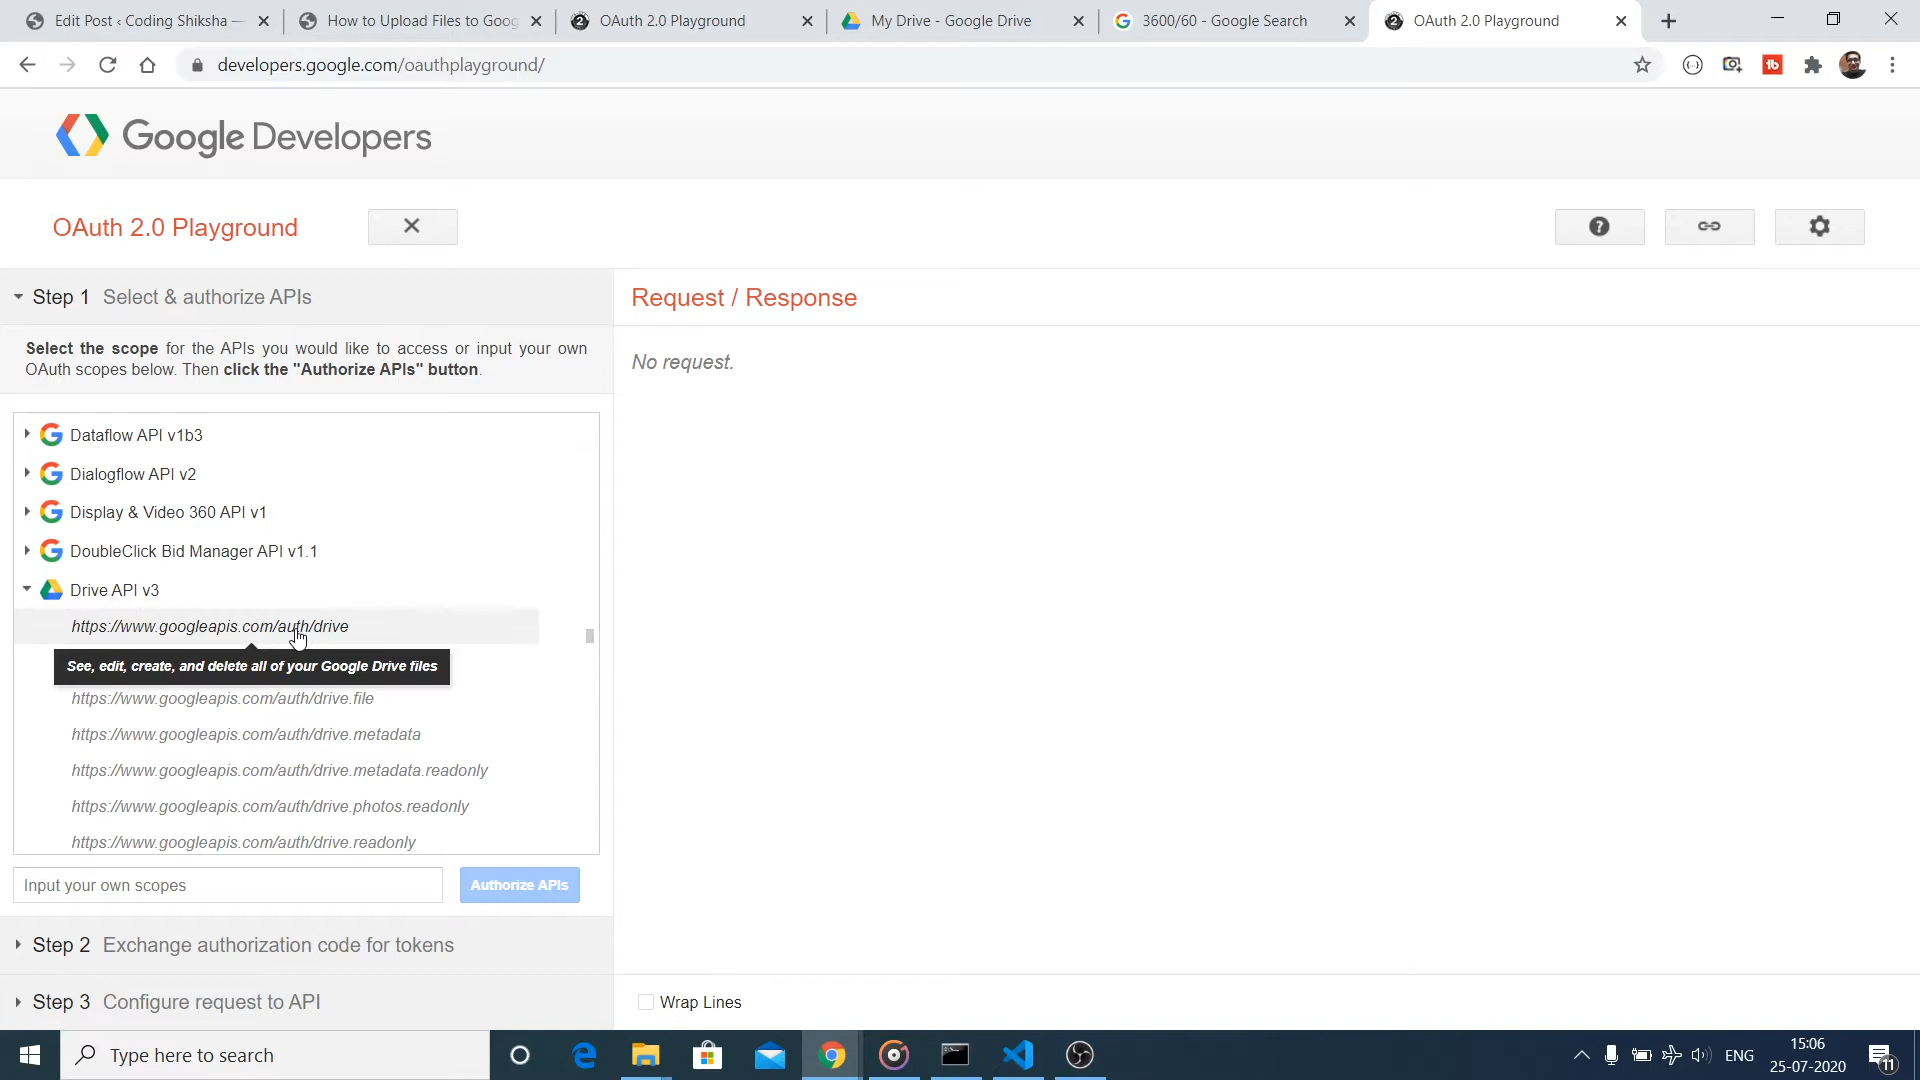 Edit Post ‹ Coding Shiksha —
How to Upload Files to Goog
OAuth 2.0 Playground
My Drive - Google Drive
3600/60 - Google Search
OAuth 2.0 Playground
developers.google.com/oauthplayground/
Google Developers
OAuth 2.0 Playground
Step 1 Select & authorize APIs
Select the scope for the APIs you would like to access or input your own
OAuth scopes below. Then click the "Authorize APIs" button.
Dataflow API v1b3
Dialogflow API v2
Display & Video 360 API v1
DoubleClick Bid Manager API v1.1
Drive API v3
https://www.googleapis.com/auth/drive
See, edit, create, and delete all of your Google Drive files
https://www.googleapis.com/auth/drive.file
https://www.googleapis.com/auth/drive.metadata
https://www.googleapis.com/auth/drive.metadata.readonly
https://www.googleapis.com/auth/drive.photos.readonly
https://www.googleapis.com/auth/drive.readonly
Input your own scopes
Authorize APIs
Step 2 Exchange authorization code for tokens
Step 3 Configure request to API
Request / Response
No request.
Wrap Lines
Type here to search
ENG
15:06
25-07-2020
11